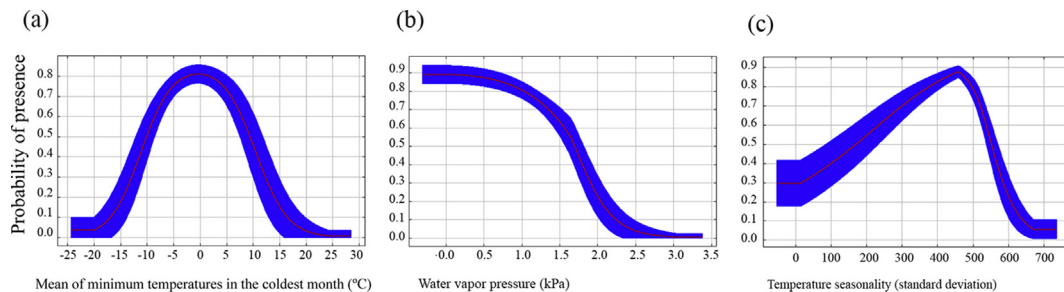 (a)
(b)
(c)
Probability of presence
0.8
0.7
0.6
0.5
0.4
0.3
0.2
0.1
0.0
-25 -20 -15 -10 -5 0 5 10 15 20 25
Mean of minimum temperatures in the coldest month (ºC)
0.9
0.8
0.7
0.6
0.5
0.4
0.3
0.2
0.1
0.0
0.0 0.5 1.0 1.5 2.0 2.5 3.0 3.5
Water vapor pressure (kPa)
0.9
0.8
0.7
0.6
0.5
0.4
0.3
0.2
0.1
0.0
0 100 200 300 400 500 600 700
Temperature seasonality (standard deviation)